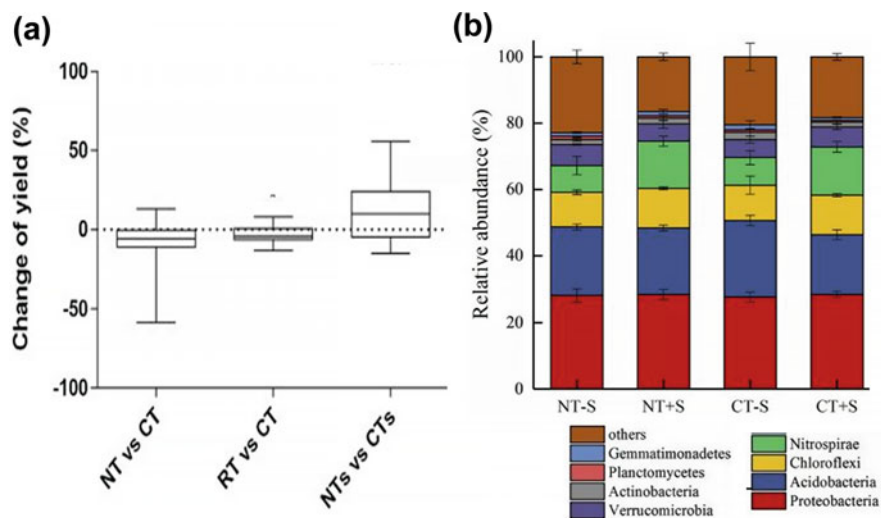 (a)
100
50
0
-50
-100
Change of yield (%)
NT vs CT
RT vs CT
NTs vs CTs
(b)
100
80
60
40
20
0
Relative abundance (%)
NT-S NT+S CT-S CT+S
others
Gemmatimonadetes
Planctomycetes
Actinobacteria
Verrucomicrobia
Nitrospirae
Chloroflexi
Acidobacteria
Proteobacteria